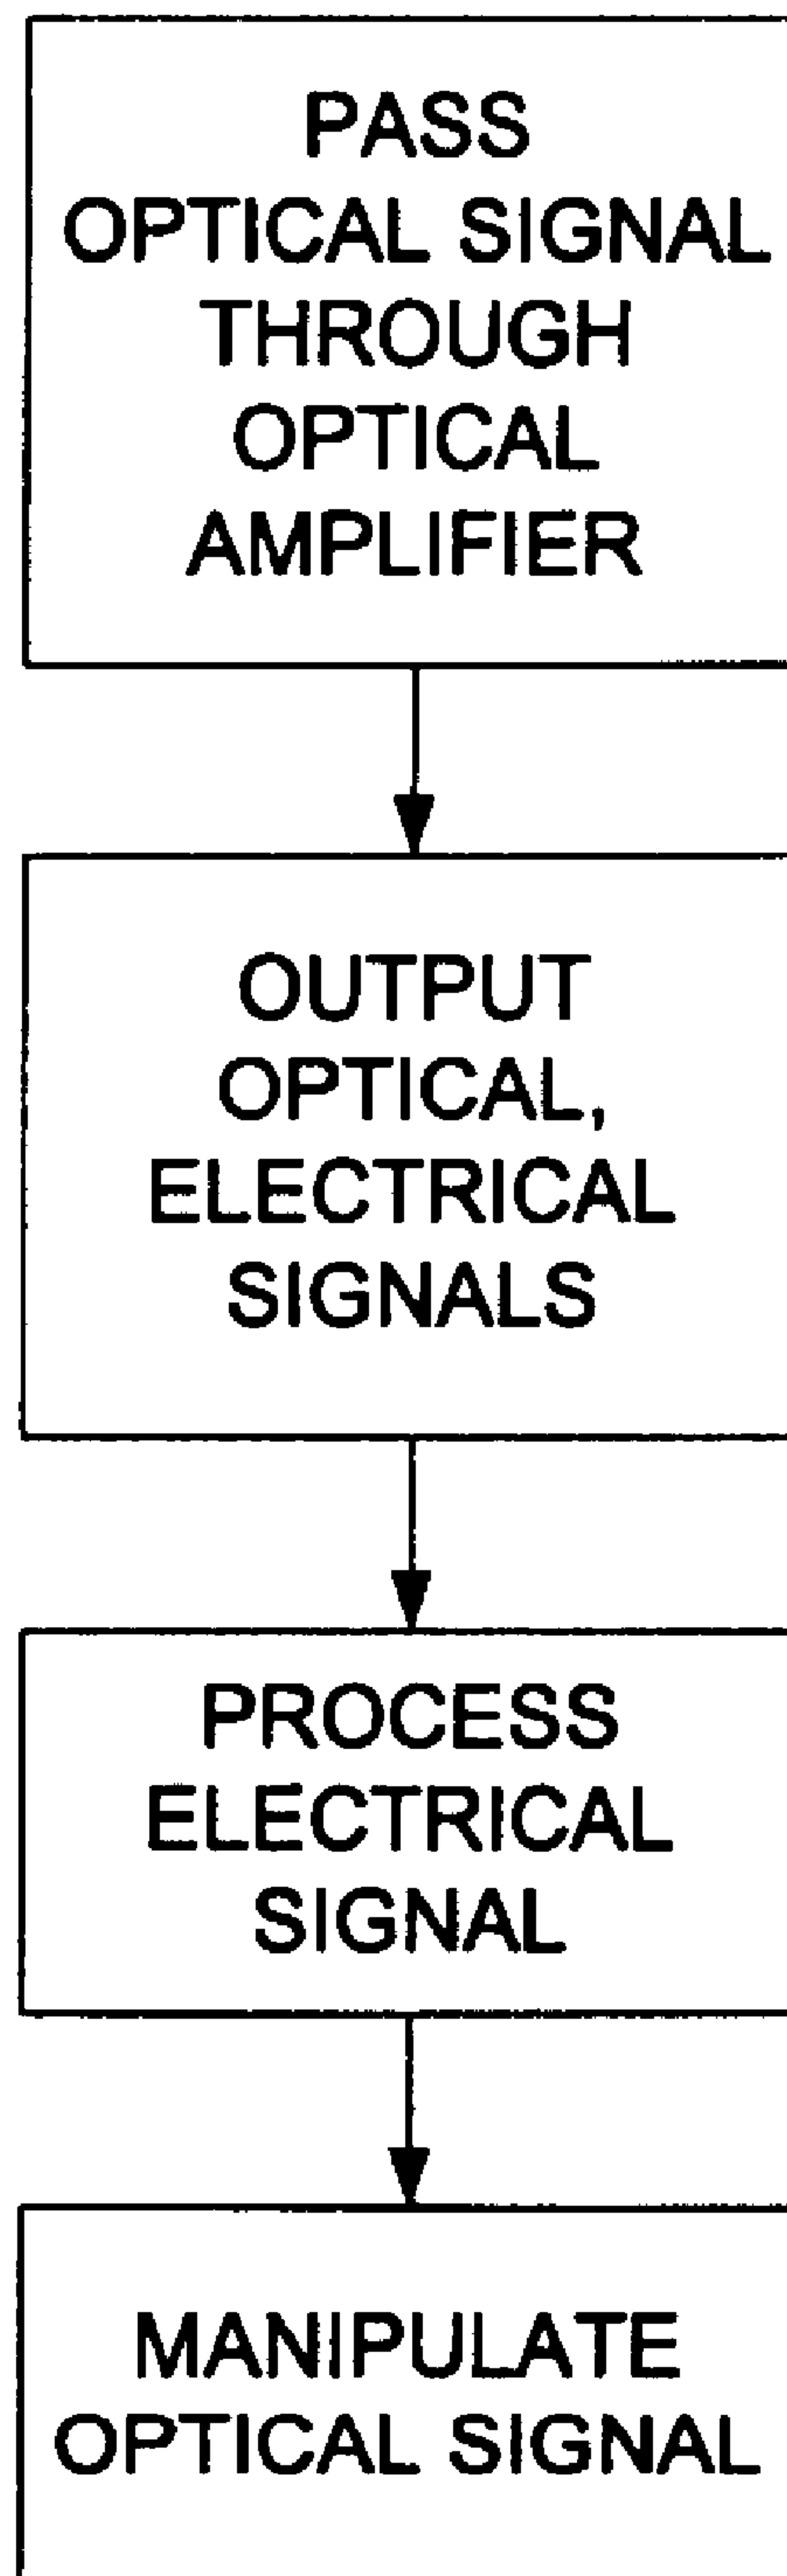 PASS
OPTICAL SIGNAL
THROUGH
OPTICAL
AMPLIFIER
OUTPUT
OPTICAL,
ELECTRICAL
SIGNALS
PROCESS
ELECTRICAL
SIGNAL
MANIPULATE
OPTICAL SIGNAL